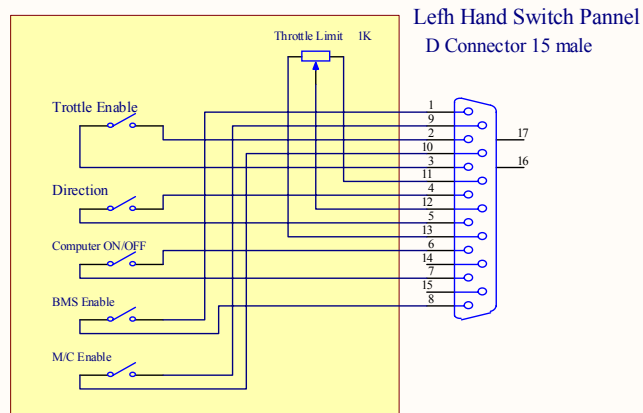 Lefh Hand Switch Pannel
D Connector 15 male
Throttle Limit 1K
Trottle Enable
Direction
Computer ON/OFF
BMS Enable
M/C Enable
1
9
2
10
3
11
4
12
5
13
6
14
7
15
8
17
16